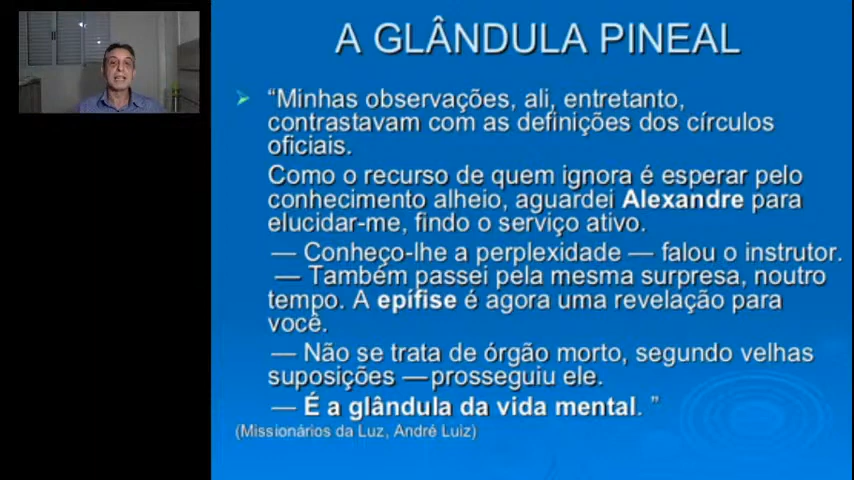 A GLÂNDULA PINEAL
“Minhas observações, ali, entretanto,
contrastavam com as definições dos círculos
oficiais.
Como o recurso de quem ignora é esperar pelo
conhecimento alheio, aguardei Alexandre para
elucidar-me, findo o serviço ativo.
— Conheço-lhe a perplexidade — falou o instrutor.
— Também passei pela mesma surpresa, noutro
tempo. A epífise é agora uma revelação para
você.
— Não se trata de órgão morto, segundo velhas
suposições — prosseguiu ele.
— É a glândula da vida mental. ”
(Missionários da Luz, André Luiz)